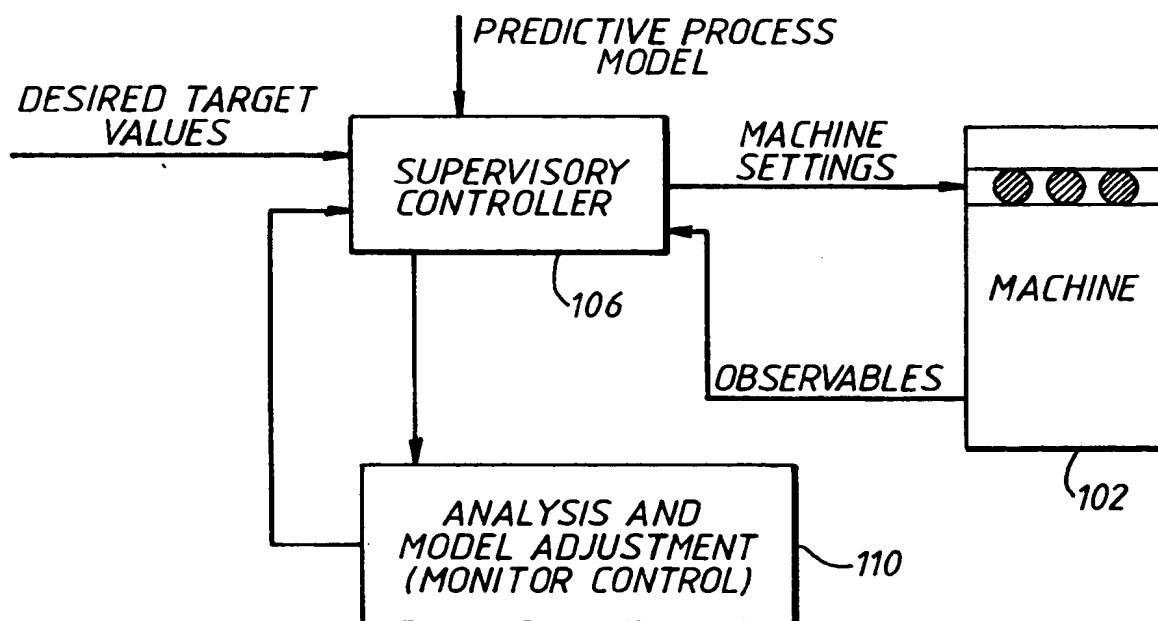 PREDICTIVE PROCESS
MODEL
DESIRED TARGET
VALUES
SUPERVISORY
CONTROLLER
MACHINE
SETTINGS
106
MACHINE
OBSERVABLES
102
ANALYSIS AND
MODEL ADJUSTMENT
(MONITOR CONTROL)
110